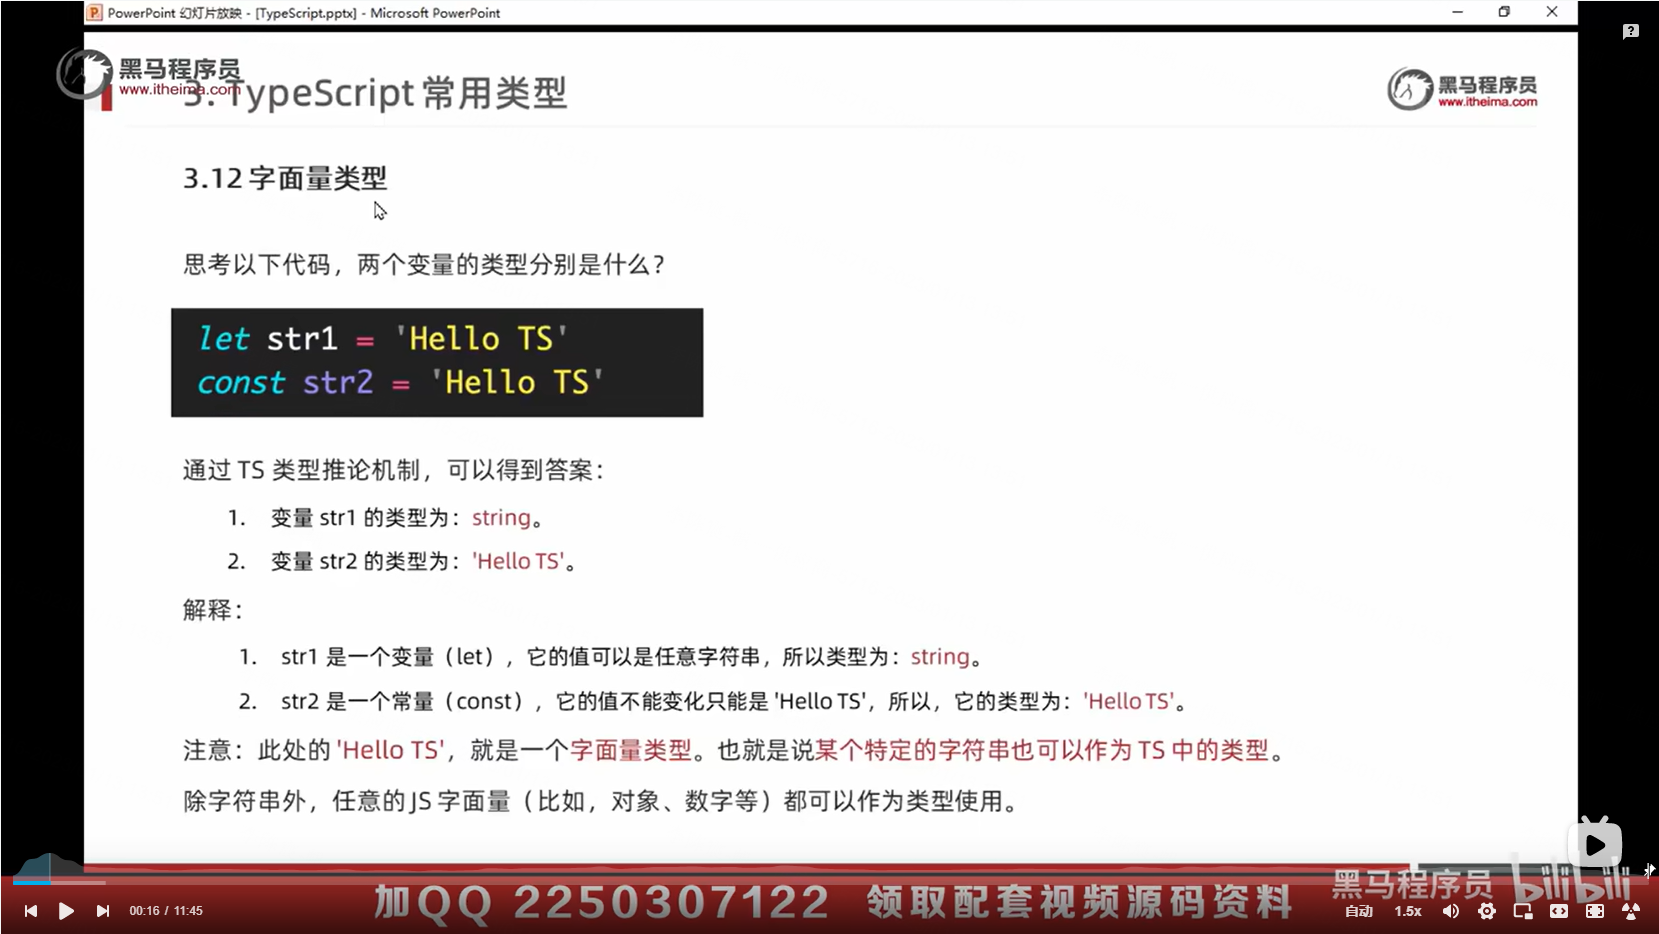 PowerPoint 幻灯片放映 - [TypeScript.pptx] - Microsoft PowerPoint
黑马程序员
www.itheima.com
3. TypeScript 常用类型
黑马程序员
www.itheima.com
3.12 字面量类型
思考以下代码，两个变量的类型分别是什么？
let str1 = 'Hello TS'
const str2 = 'Hello TS'
通过 TS 类型推论机制，可以得到答案：
1. 变量 str1 的类型为：string。
2. 变量 str2 的类型为：'Hello TS'。
解释：
1. str1 是一个变量（let），它的值可以是任意字符串，所以类型为：string。
2. str2 是一个常量（const），它的值不能变化只能是 'Hello TS'，所以，它的类型为：'Hello TS'。
注意：此处的 'Hello TS'，就是一个字面量类型。也就是说某个特定的字符串也可以作为 TS 中的类型。
除字符串外，任意的 JS 字面量（比如，对象、数字等）都可以作为类型使用。
黑马程序员 bilibili
加QQ 2250307122 领取配套视频源码资料
00:16 / 11:45
自动 1.5x